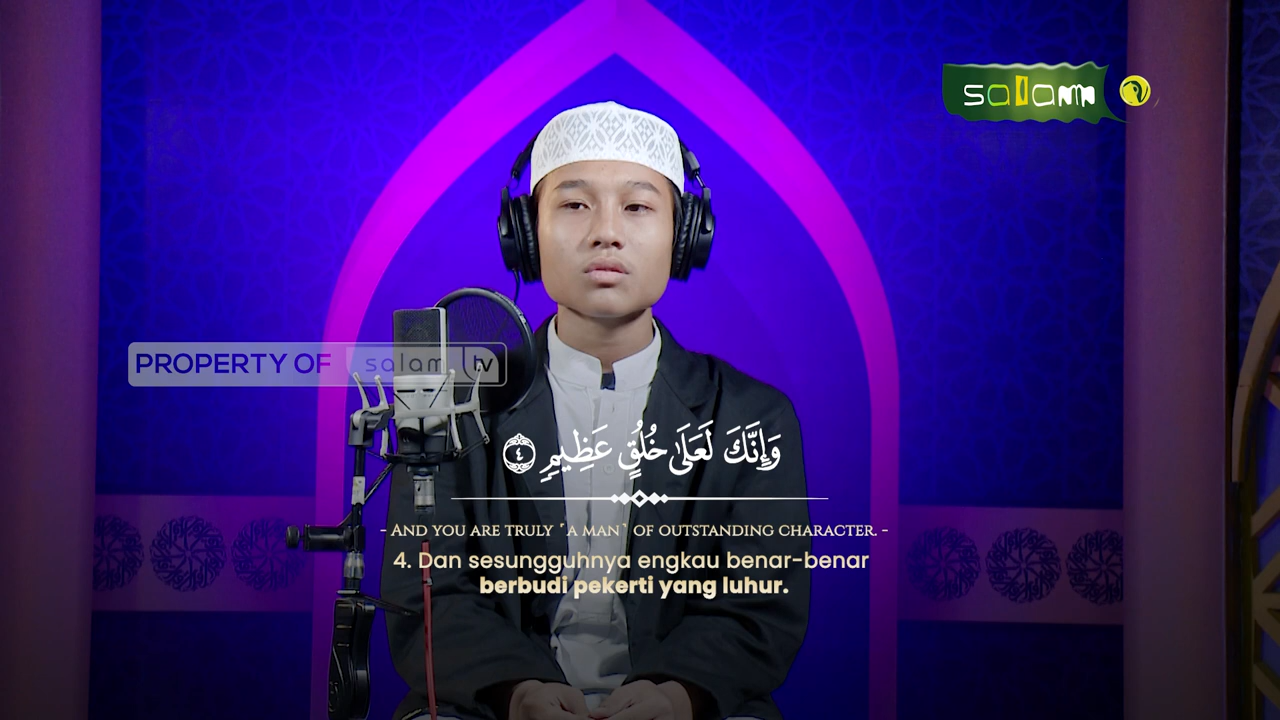 salam
PROPERTY OF salam tv
وَإِنَّكَ لَعَلَىٰ خُلُقٍ عَظِيمٍ ٤
- AND YOU ARE TRULY ˹A MAN˺ OF OUTSTANDING CHARACTER. -
4. Dan sesungguhnya engkau benar-benar
berbudi pekerti yang luhur.